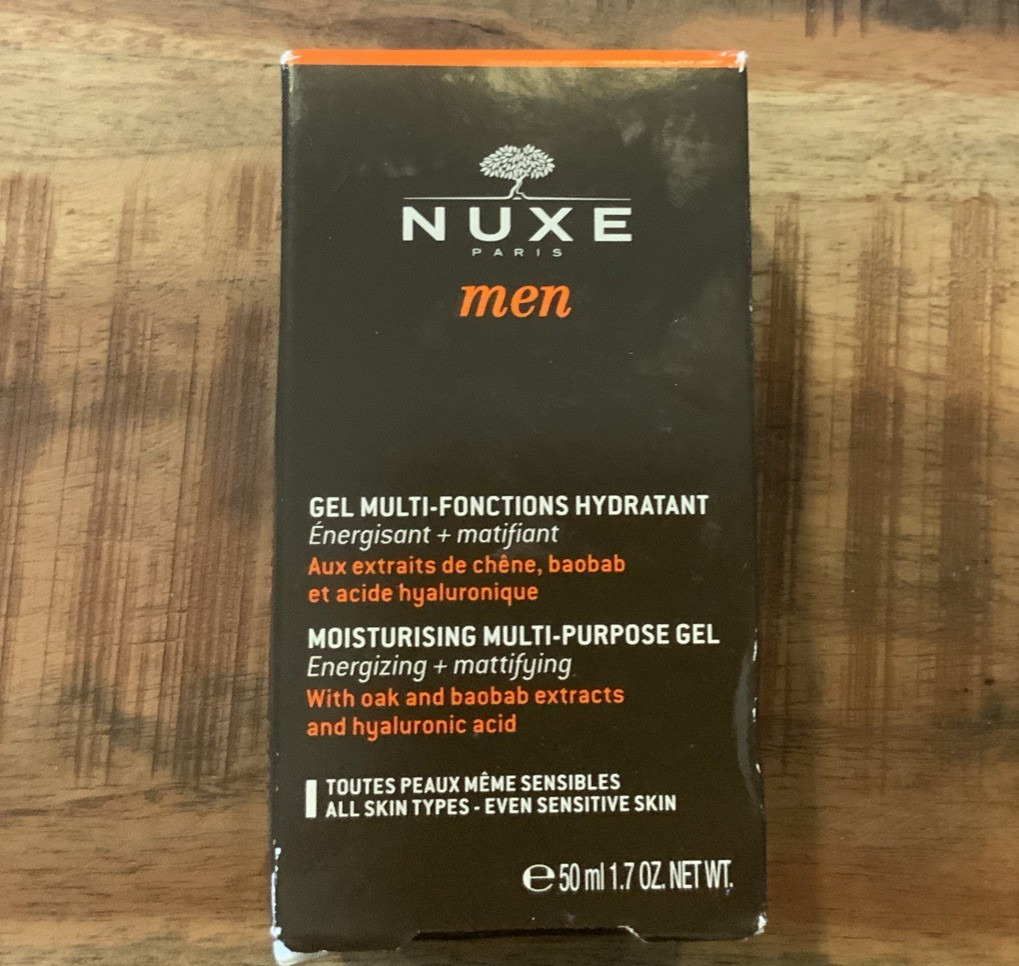 NUXE
PARIS
men
GEL MULTI-FONCTIONS HYDRATANT
Énergisant + matifiant
Aux extraits de chêne, baobab
et acide hyaluronique
MOISTURISING MULTI-PURPOSE GEL
Energizing + mattifying
With oak and baobab extracts
and hyaluronic acid
TOUTES PEAUX MÊME SENSIBLES
ALL SKIN TYPES - EVEN SENSITIVE SKIN
℮ 50 ml 1.7 OZ. NET WT.